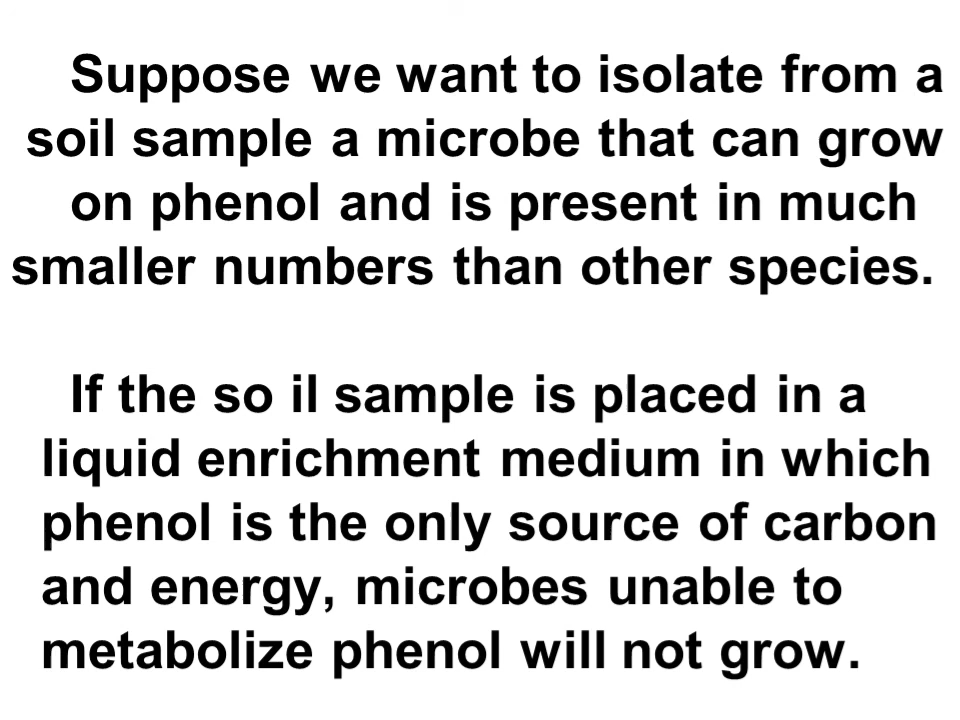 Suppose we want to isolate from a
soil sample a microbe that can grow
on phenol and is present in much
smaller numbers than other species.
If the so il sample is placed in a
liquid enrichment medium in which
phenol is the only source of carbon
and energy, microbes unable to
metabolize phenol will not grow.